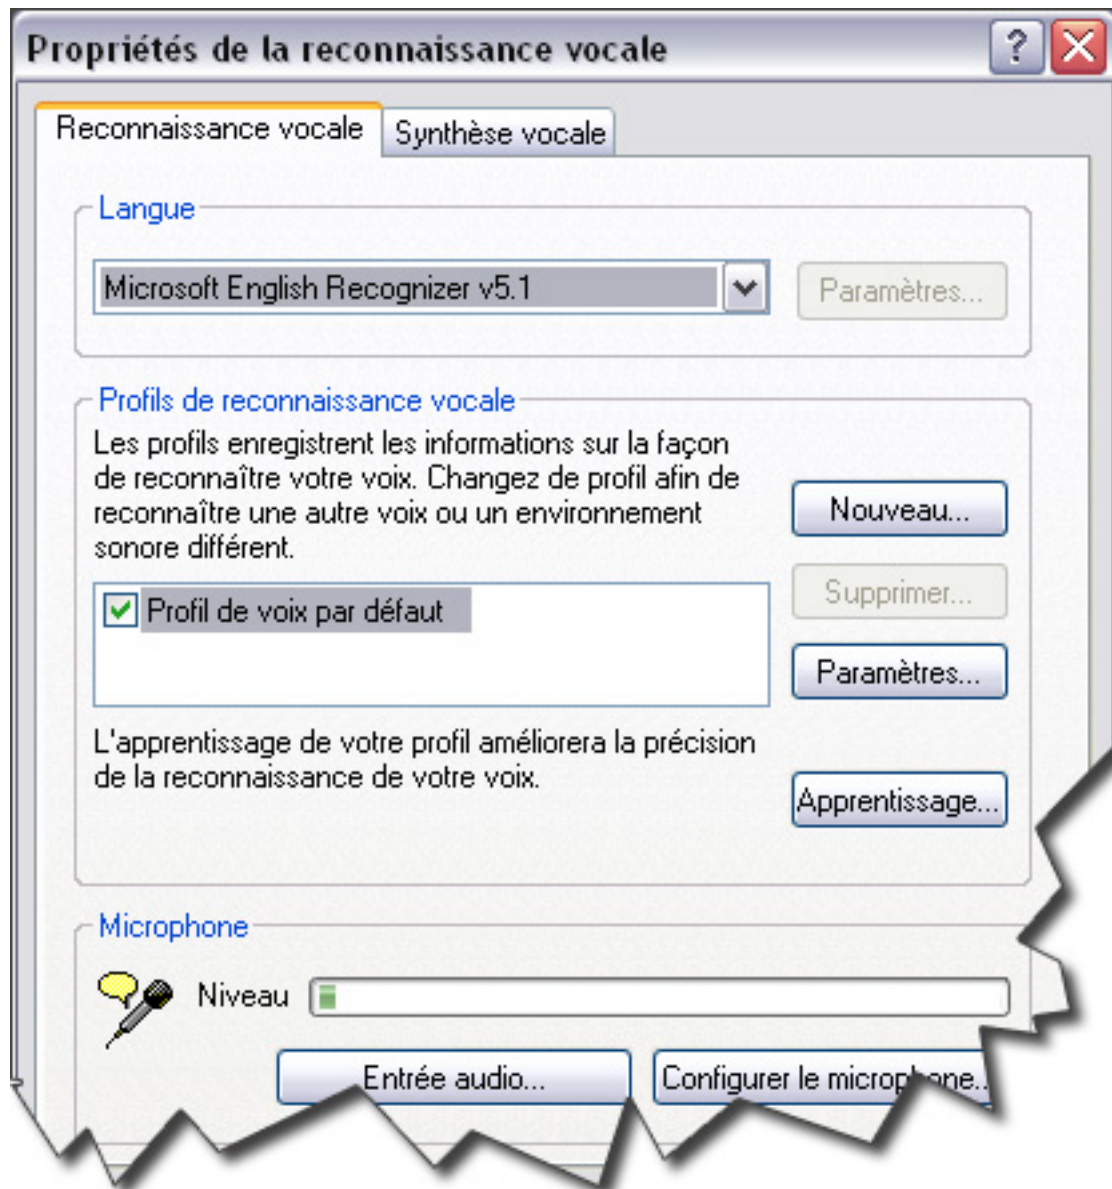 Propriétés de la reconnaissance vocale
?
Reconnaissance vocale
Synthèse vocale
Langue
Microsoft English Recognizer v5.1
Paramètres...
Profils de reconnaissance vocale
Les profils enregistrent les informations sur la façon
de reconnaître votre voix. Changez de profil afin de
reconnaître une autre voix ou un environnement
sonore différent.
Nouveau...
Supprimer...
Profil de voix par défaut
Paramètres...
L'apprentissage de votre profil améliorera la précision
de la reconnaissance de votre voix.
Apprentissage...
Microphone
Niveau
Entrée audio...
Configurer le microphone..